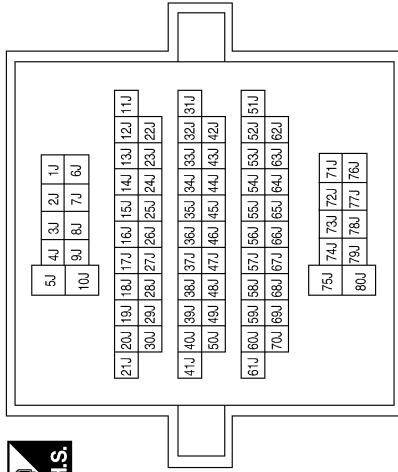 H.S.
5J 4J 3J 2J 1J
10J 9J 8J 7J 6J
21J 20J 19J 18J 17J 16J 15J 14J 13J 12J 11J
30J 29J 28J 27J 26J 25J 24J 23J 22J
41J 40J 39J 38J 37J 36J 35J 34J 33J 32J 31J
50J 49J 48J 47J 46J 45J 44J 43J 42J
61J 60J 59J 58J 57J 56J 55J 54J 53J 52J 51J
70J 69J 68J 67J 66J 65J 64J 63J 62J
75J 74J 73J 72J 71J
80J 79J 78J 77J 76J